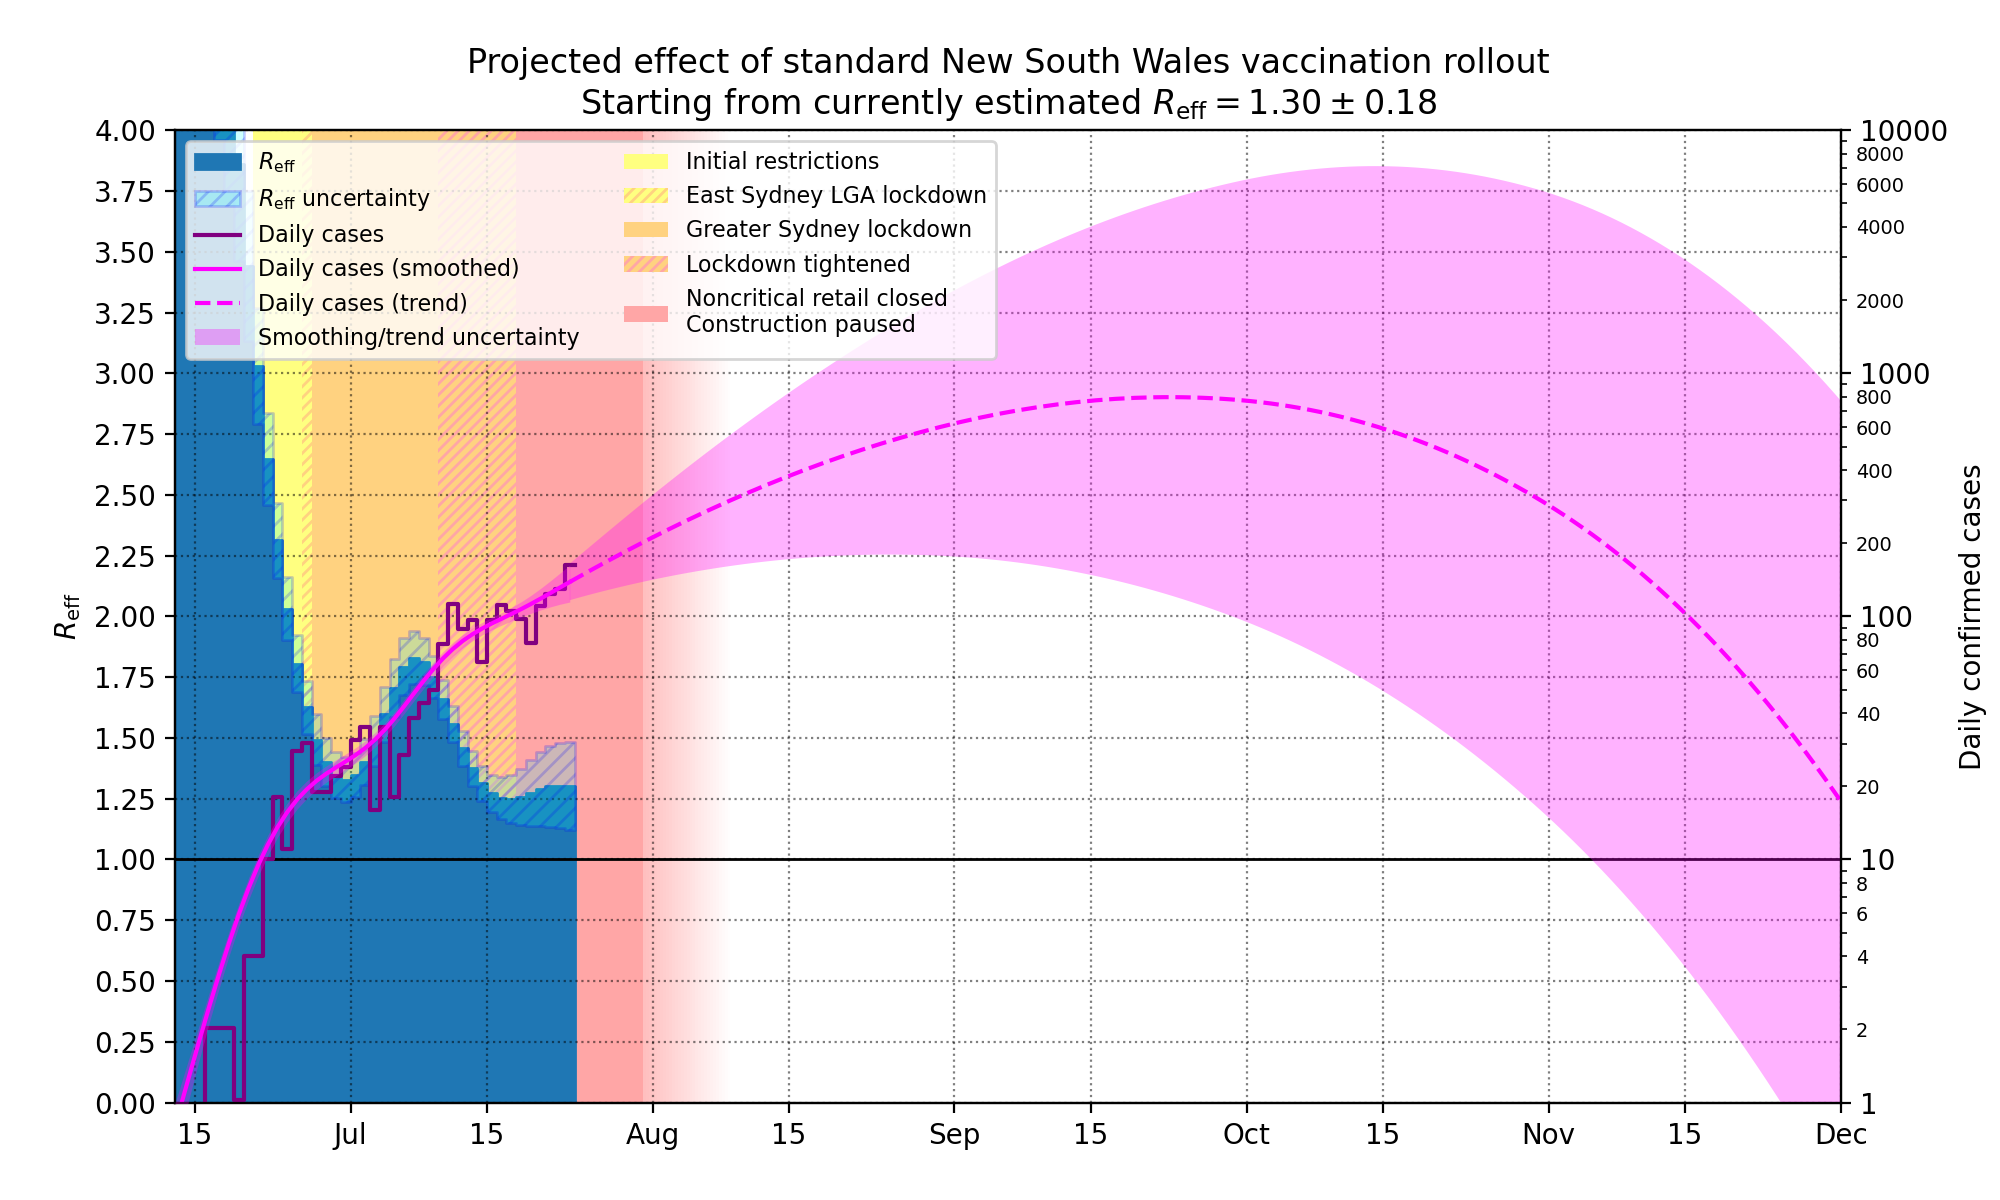 Projected effect of standard New South Wales vaccination rollout
Starting from currently estimated R_eff = 1.30 ± 0.18
R_eff
R_eff uncertainty
Daily cases
Daily cases (smoothed)
Daily cases (trend)
Smoothing/trend uncertainty
Initial restrictions
East Sydney LGA lockdown
Greater Sydney lockdown
Lockdown tightened
Noncritical retail closed
Construction paused
R_eff
4.00
3.75
3.50
3.25
3.00
2.75
2.50
2.25
2.00
1.75
1.50
1.25
1.00
0.75
0.50
0.25
0.00
15
Jul
15
Aug
15
Sep
15
Oct
15
Nov
15
Dec
10000
8000
6000
4000
2000
1000
800
600
400
200
100
80
60
40
20
10
8
6
4
2
1
Daily confirmed cases